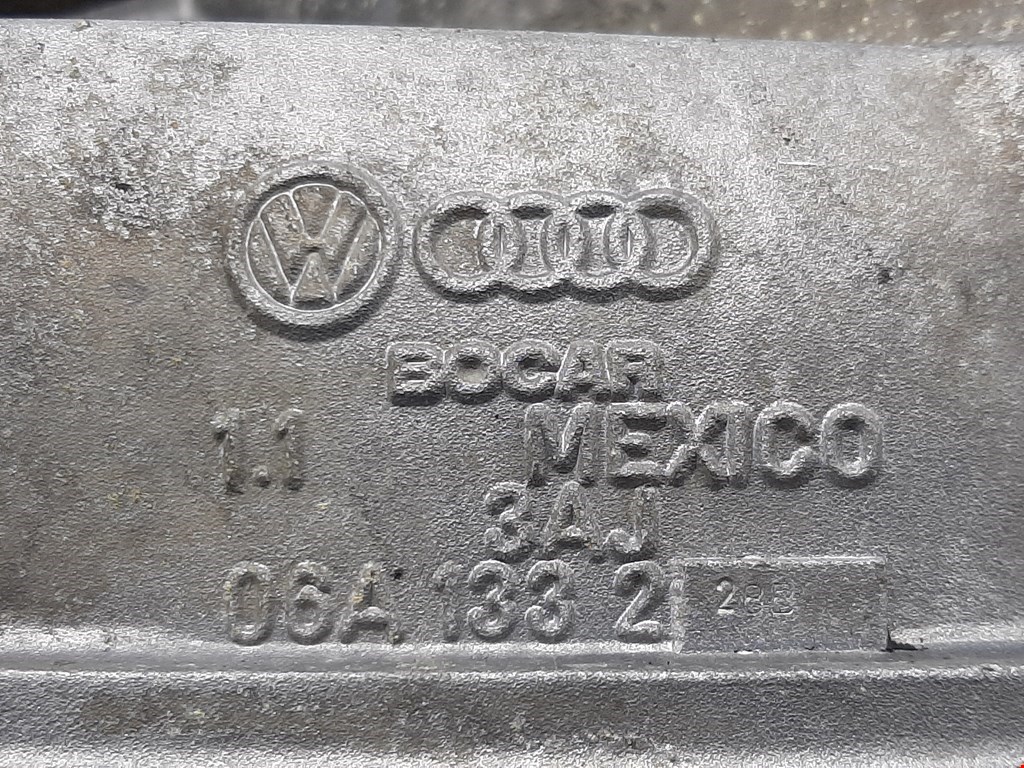 BOCAR
1.1 MEXICO
3AJ
06A 133 2